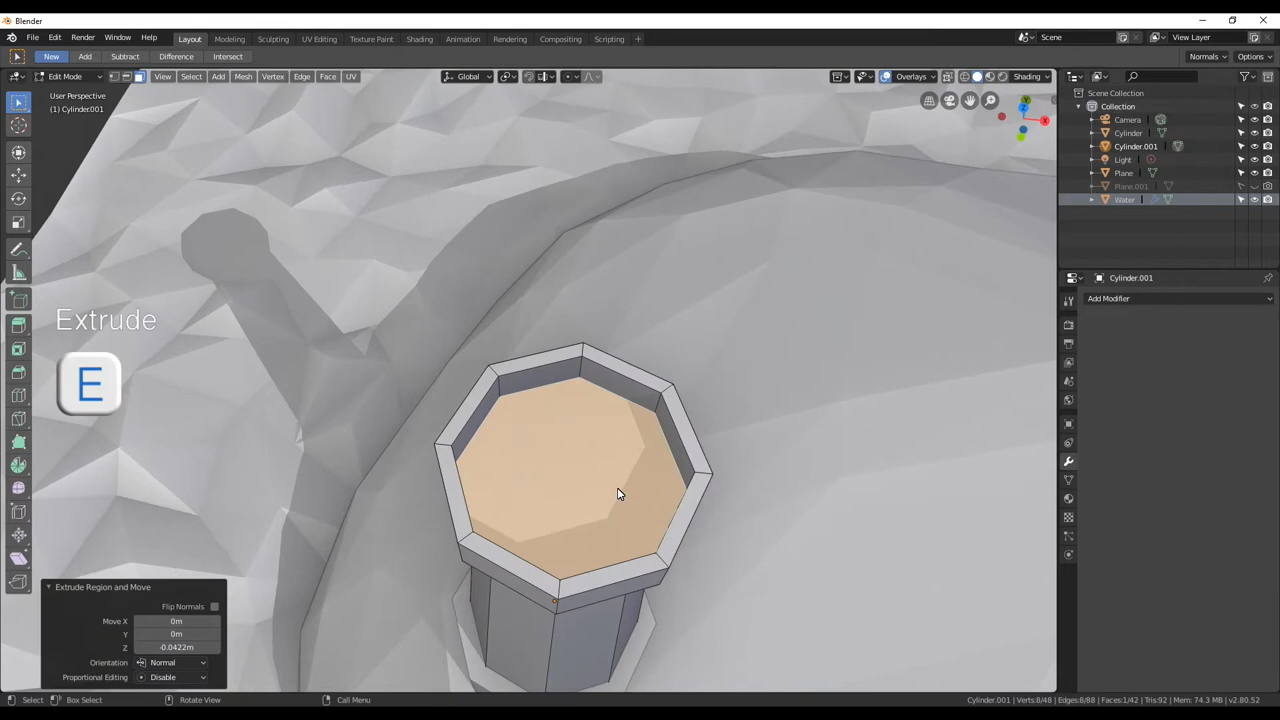 Blender
File Edit Render Window Help Layout Modeling Sculpting UV Editing Texture Paint Shading Animation Rendering Compositing Scripting + Scene View Layer
New Add Subtract Difference Intersect Normals Options
Edit Mode View Select Add Mesh Vertex Edge Face UV Global Overlays Shading
User Perspective
(1) Cylinder.001
Scene Collection
Collection
Camera
Cylinder
Cylinder.001
Light
Plane
Plane.001
Water
Cylinder.001
Add Modifier
Y
Z
X
Extrude
E
Extrude Region and Move
Flip Normals
Move X 0m
Y 0m
Z -0.0422m
Orientation Normal
Proportional Editing Disable
Select Box Select Rotate View Call Menu Cylinder.001 | Verts:8/48 | Edges:8/88 | Faces:1/42 | Tris:92 | Mem: 74.3 MB | v2.80.52